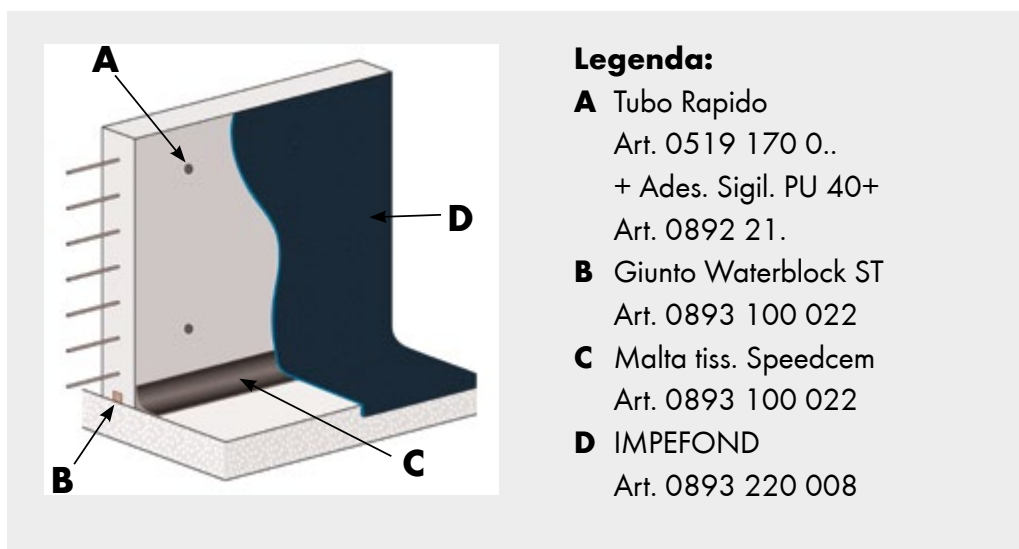 A
D
B
C
Legenda:
A Tubo Rapido
Art. 0519 170 0..
+ Ades. Sigil. PU 40+
Art. 0892 21.
B Giunto Waterblock ST
Art. 0893 100 022
C Malta tiss. Speedcem
Art. 0893 100 022
D IMPEFOND
Art. 0893 220 008